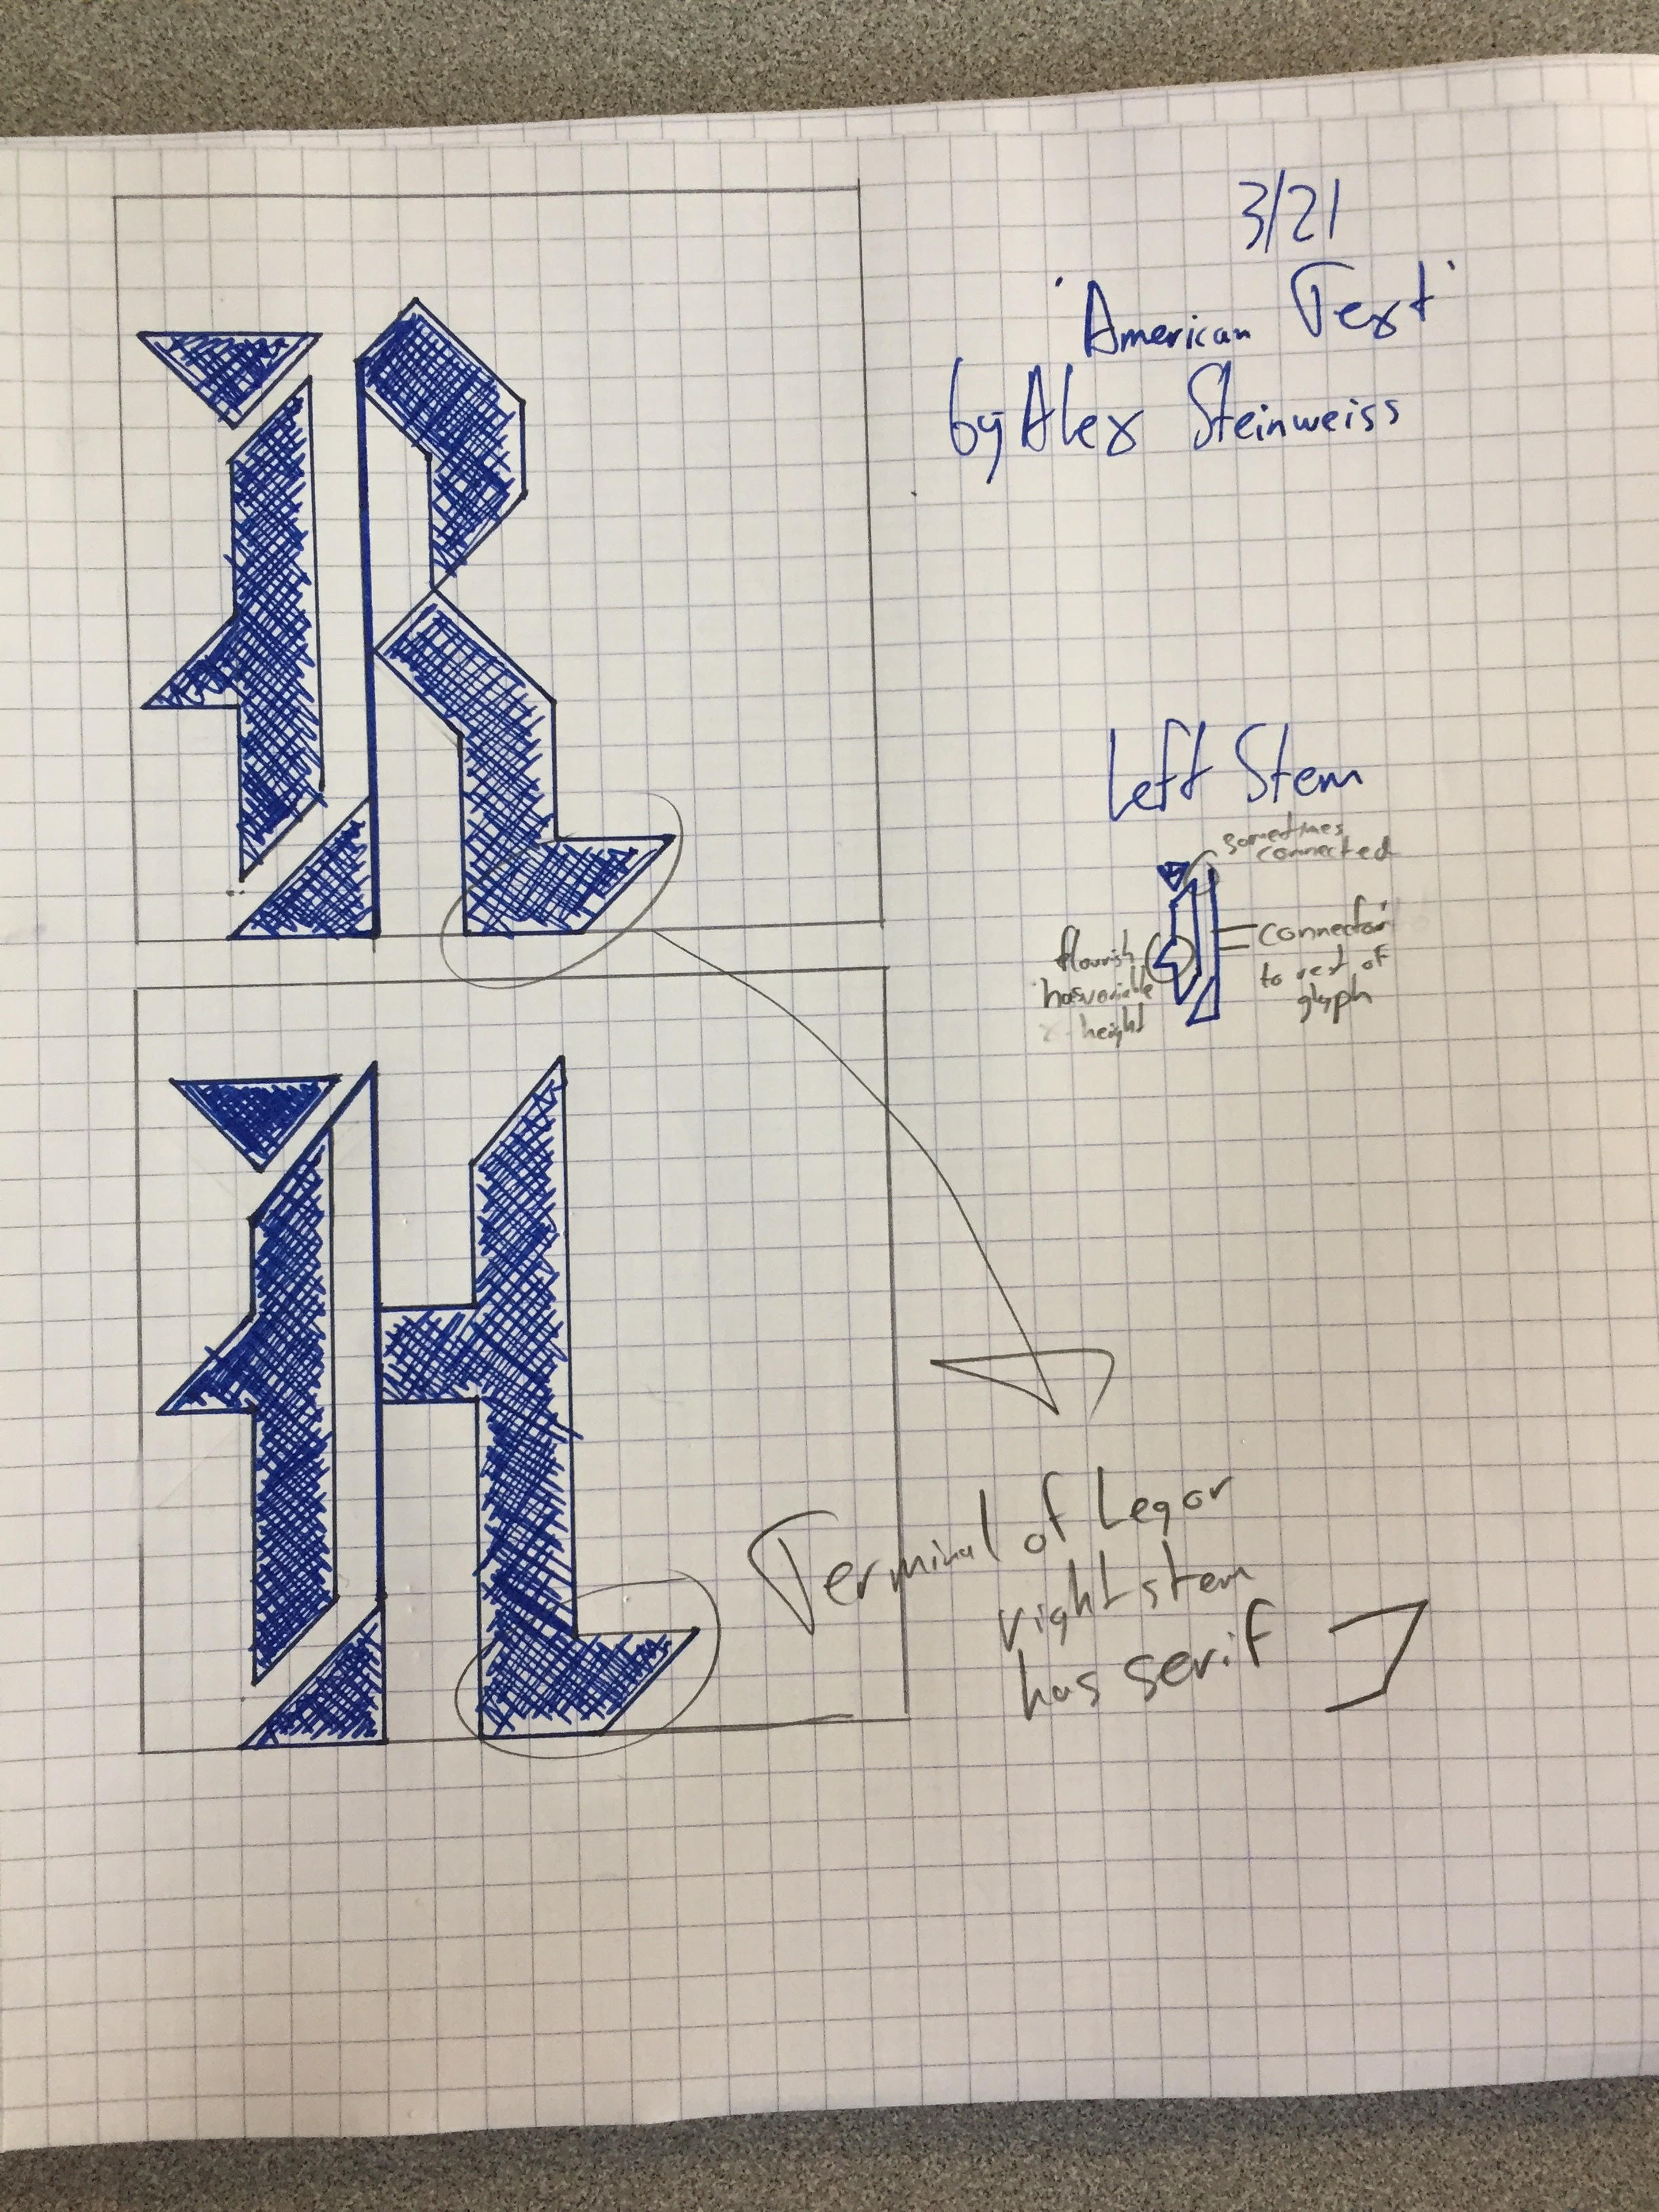 R
3/21
'American Text'
by Alex Steinweiss
Left Stem
sometimes
connected
connector
to rest of
glyph
flourish
has variable
x-height
H
Terminal of Leg or
right stem
has serif